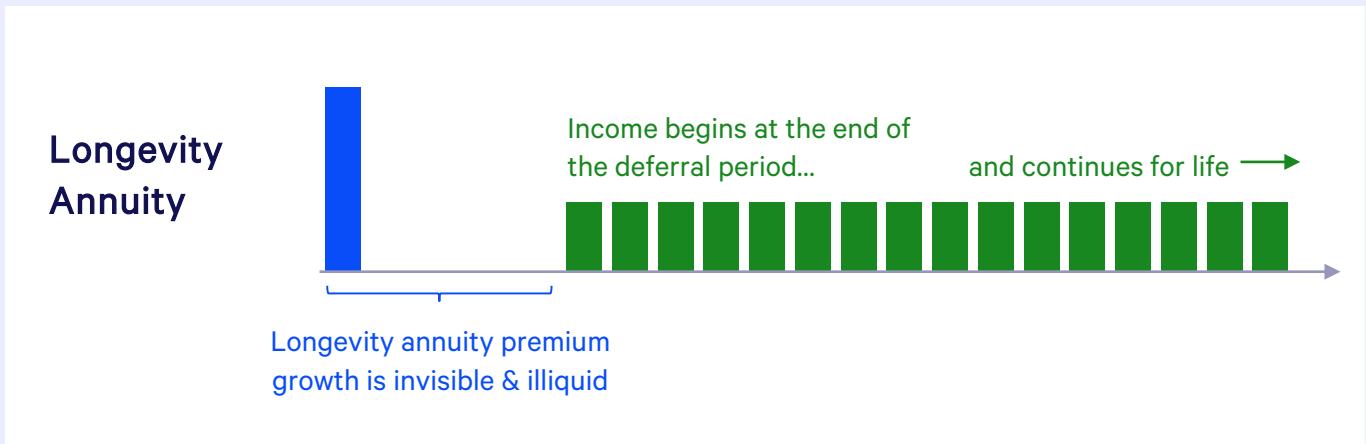 Longevity
Annuity
Income begins at the end of
the deferral period...
and continues for life
Longevity annuity premium
growth is invisible & illiquid